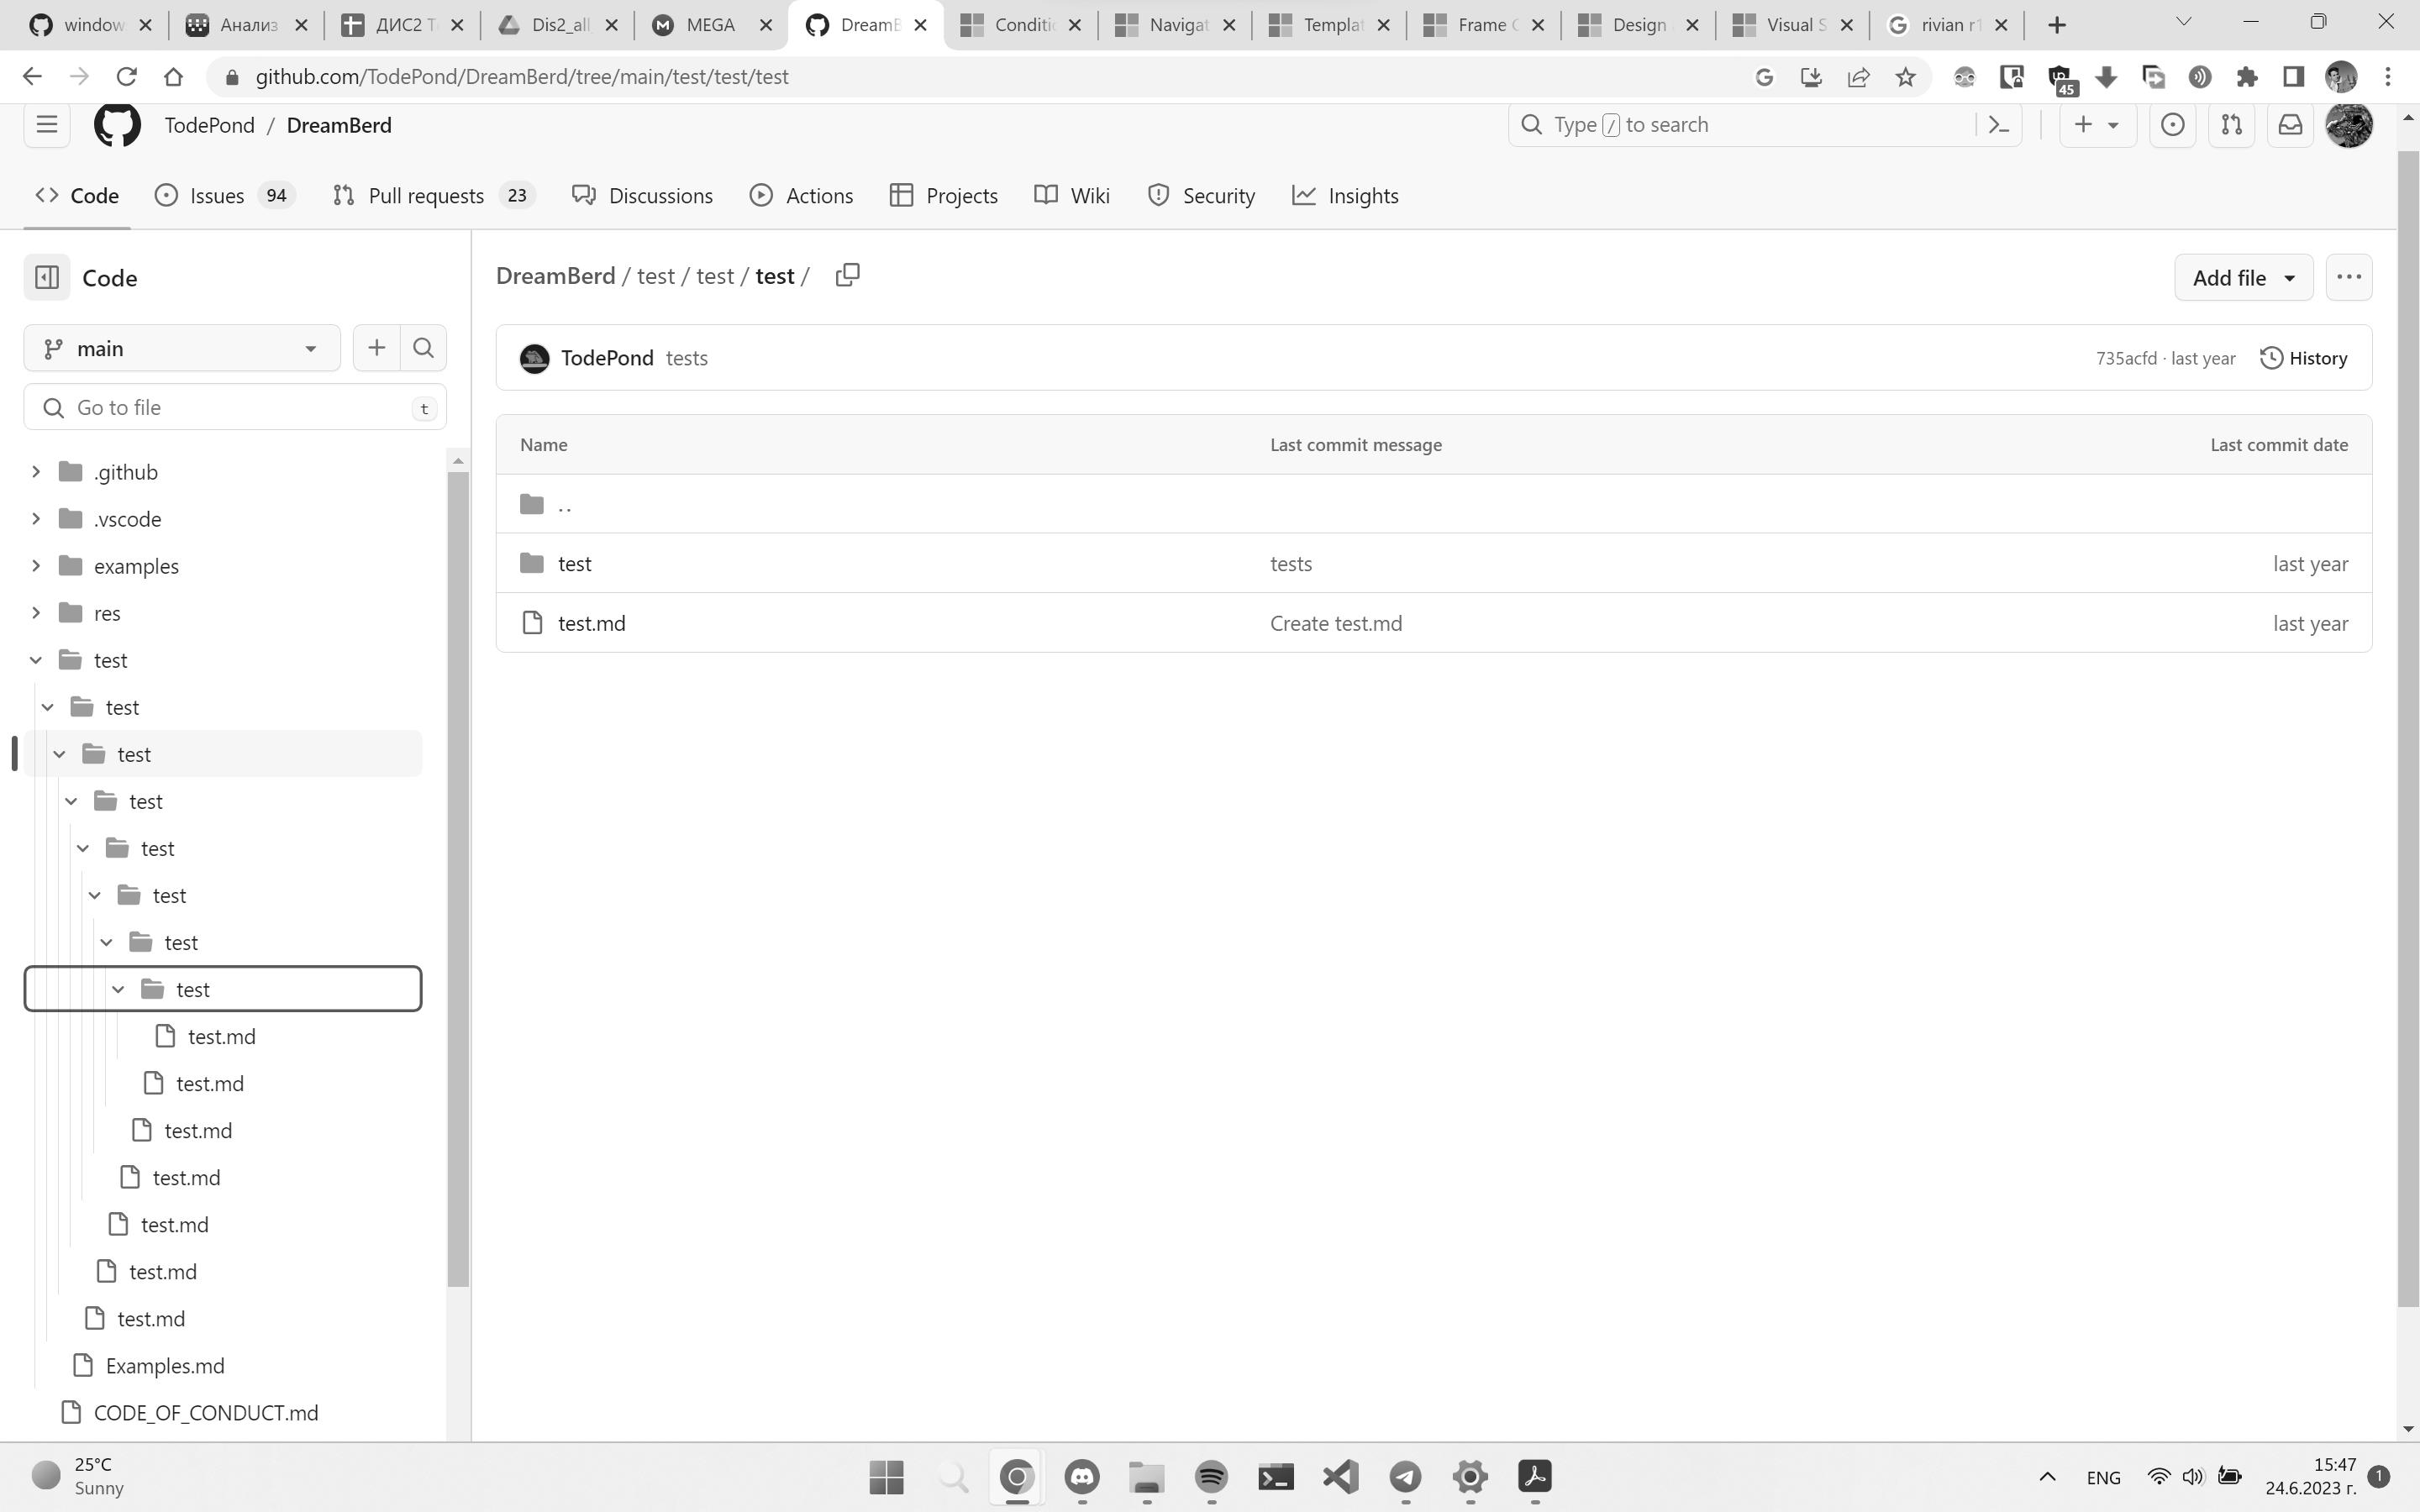 window
Анализ
ДИС2 Т
Dis2_all
MEGA
DreamB
Conditic
Navigat
Templat
Frame C
Design
Visual S
rivian r1
github.com/TodePond/DreamBerd/tree/main/test/test/test
45
TodePond / DreamBerd
Type / to search
Code
Issues 94
Pull requests 23
Discussions
Actions
Projects
Wiki
Security
Insights
Code
main
Go to file t
.github
.vscode
examples
res
test
test
test
test
test
test
test
test
test.md
test.md
test.md
test.md
test.md
test.md
test.md
Examples.md
CODE_OF_CONDUCT.md
DreamBerd / test / test / test /
Add file
TodePond tests
735acfd · last year History
Name Last commit message Last commit date
..
test tests last year
test.md Create test.md last year
25°C
Sunny
ENG
15:47
24.6.2023 г.
1